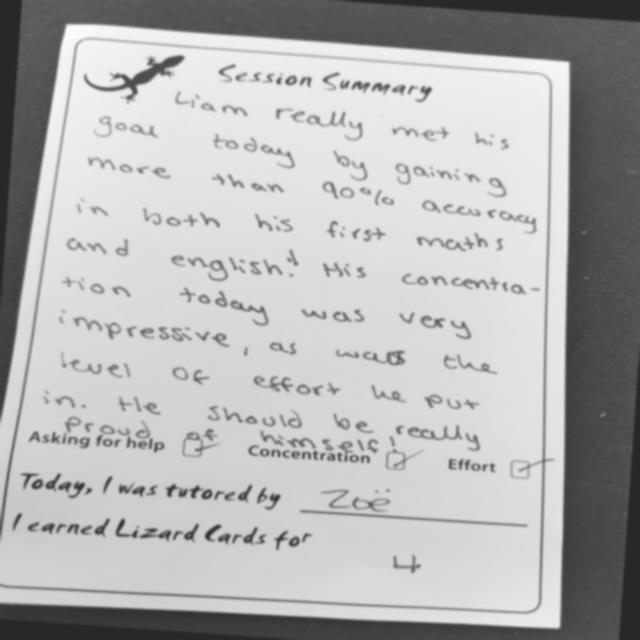 Session Summary
Liam really met his
goal today by gaining
more than 90% accuracy
in both his first maths
and english! His concentra-
tion today was very
impressive, as was the
level of effort he put
in. He should be really
proud of himself!
Asking for help Concentration Effort
Today, I was tutored by Zoë
I earned Lizard Cards for
4